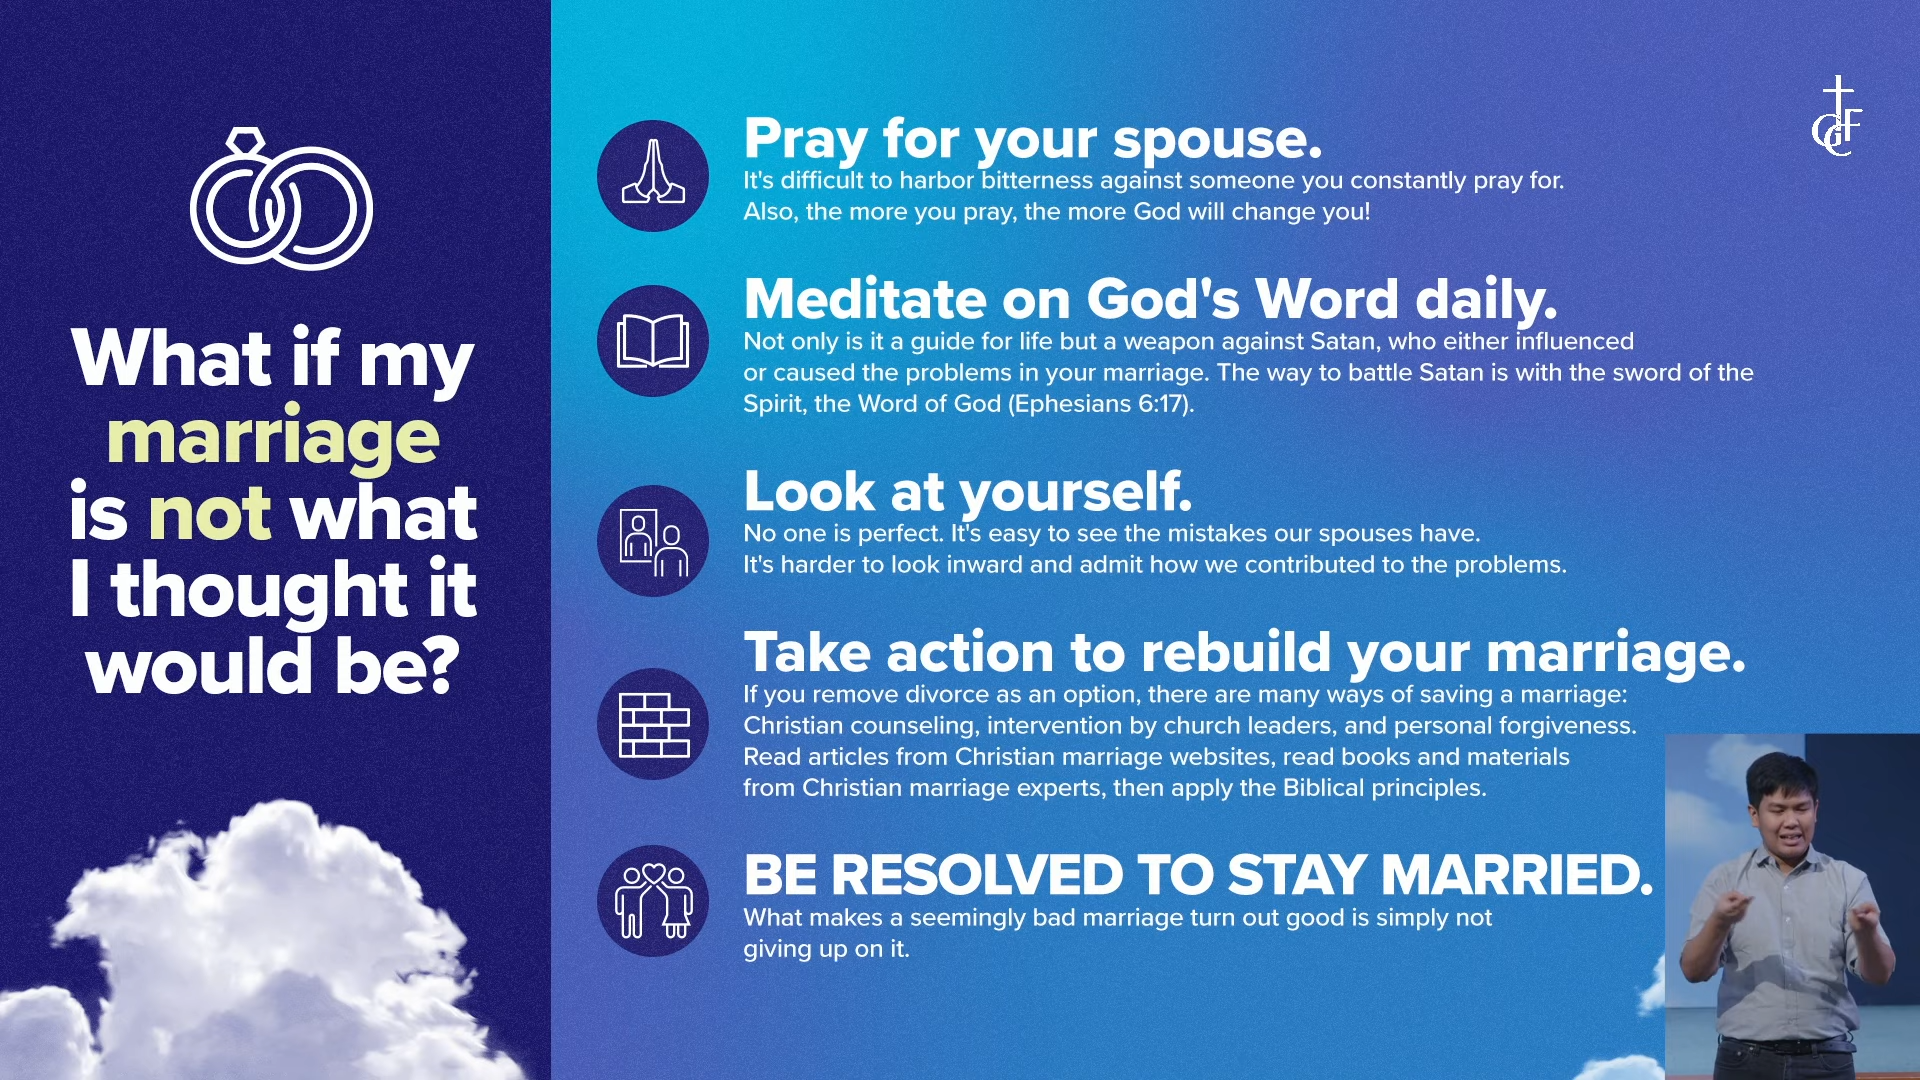 What if my
marriage
is not what
I thought it
would be?
Pray for your spouse.
It's difficult to harbor bitterness against someone you constantly pray for.
Also, the more you pray, the more God will change you!
Meditate on God's Word daily.
Not only is it a guide for life but a weapon against Satan, who either influenced
or caused the problems in your marriage. The way to battle Satan is with the sword of the
Spirit, the Word of God (Ephesians 6:17).
Look at yourself.
No one is perfect. It's easy to see the mistakes our spouses have.
It's harder to look inward and admit how we contributed to the problems.
Take action to rebuild your marriage.
If you remove divorce as an option, there are many ways of saving a marriage:
Christian counseling, intervention by church leaders, and personal forgiveness.
Read articles from Christian marriage websites, read books and materials
from Christian marriage experts, then apply the Biblical principles.
BE RESOLVED TO STAY MARRIED.
What makes a seemingly bad marriage turn out good is simply not
giving up on it.